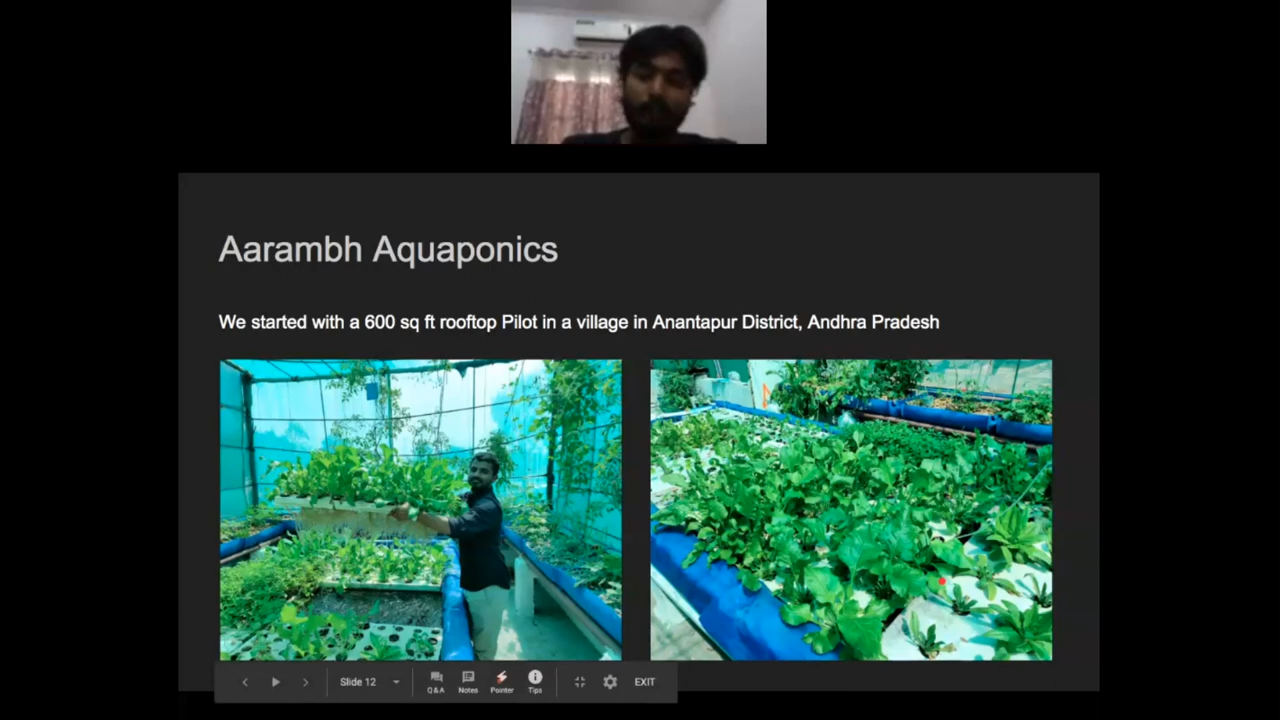 Aarambh Aquaponics
We started with a 600 sq ft rooftop Pilot in a village in Anantapur District, Andhra Pradesh
Slide 12
Q&A
Notes
Pointer
Tips
EXIT